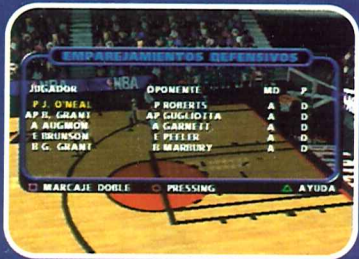 EMPAREJAMIENTOS DEFENSIVOS
JUGADOR OPONENTE MD P
P J. O'NEAL P ROBERTS A D
AP B. GRANT AP GUGLIOTTA A D
A AUGMON A GARNETT A D
E BRUNSON E PEELER A D
B G. GRANT B MARBURY A D
NBA
MARCAJE DOBLE PRESSING AYUDA